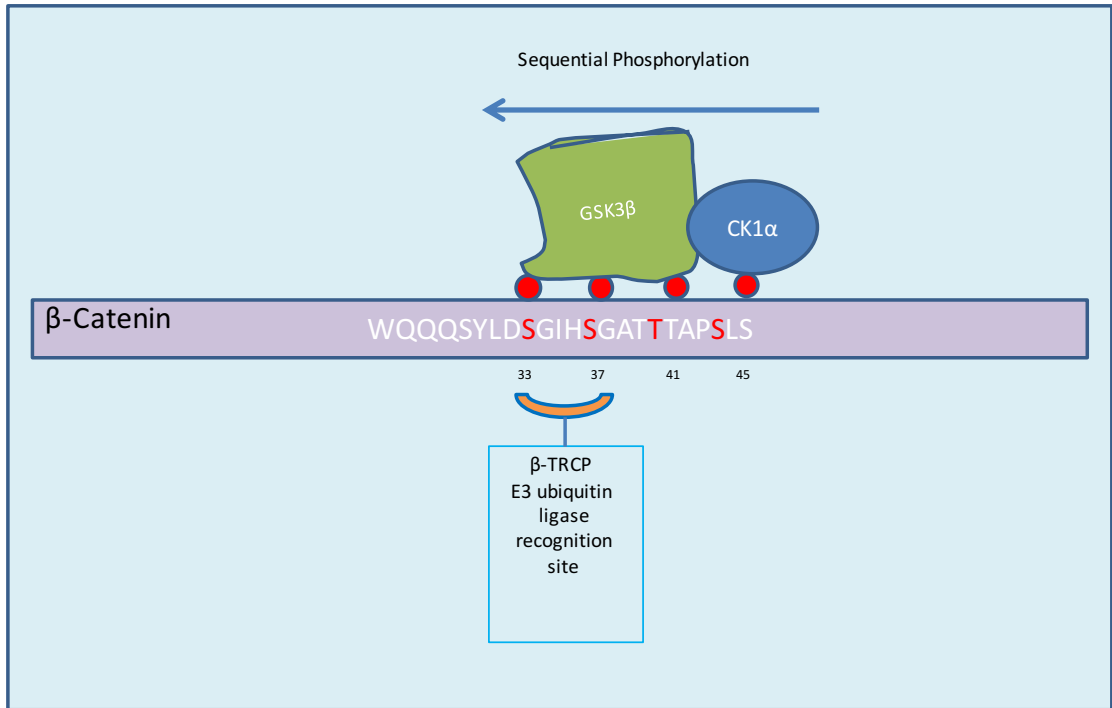 Sequential Phosphorylation
GSK3β
CK1α
β-Catenin
WQQQSYLDSGIHSGATTTAPSLS
33 37 41 45
β-TRCP
E3 ubiquitin
ligase
recognition
site